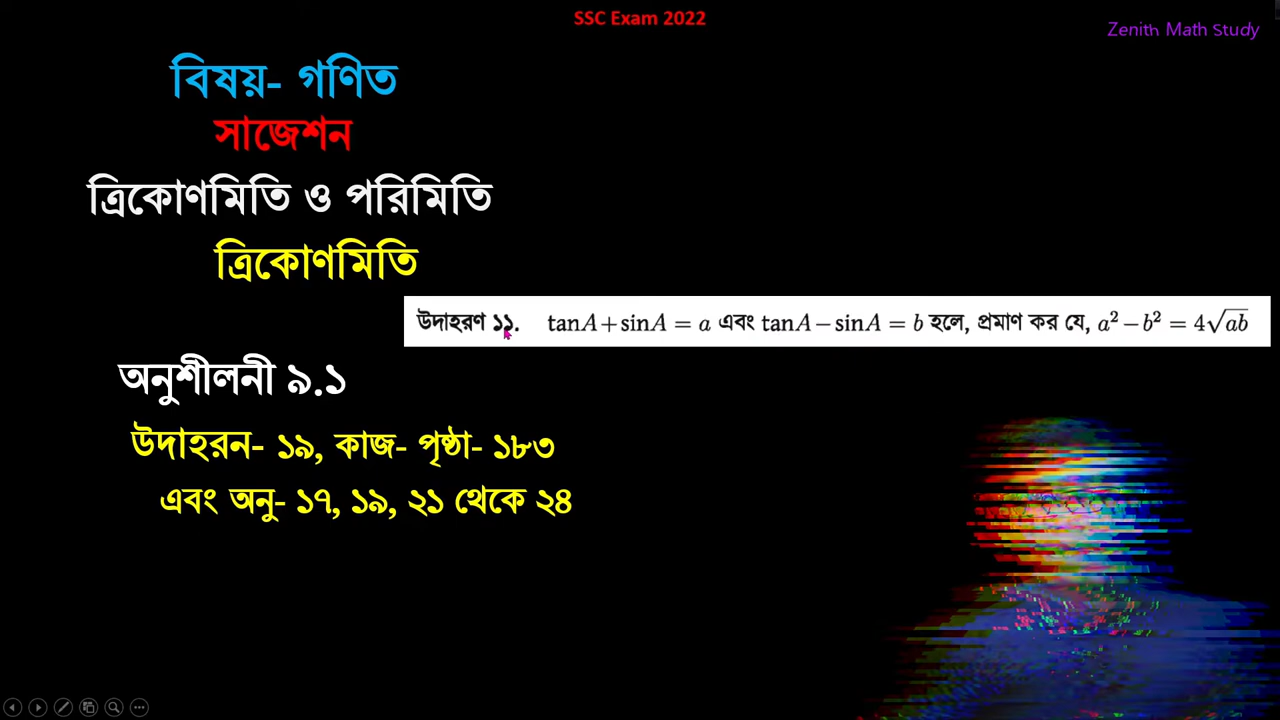 SSC Exam 2022
Zenith Math Study
বিষয়- গণিত
সাজেশন
ত্রিকোণমিতি ও পরিমিতি
ত্রিকোণমিতি
উদাহরণ ১১. tanA+sinA = a এবং tanA−sinA = b হলে, প্রমাণ কর যে, a² − b² = 4√ab
অনুশীলনী ৯.১
উদাহরন- ১৯, কাজ- পৃষ্ঠা- ১৮৩
এবং অনু- ১৭, ১৯, ২১ থেকে ২৪